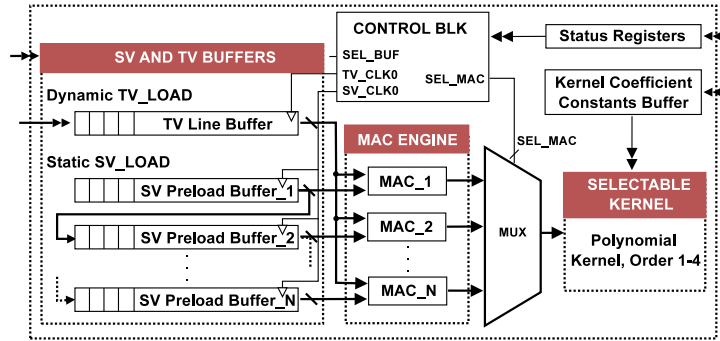 CONTROL BLK
SEL_BUF
TV_CLK0
SV_CLK0
SEL_MAC
Status Registers
Kernel Coefficient
Constants Buffer
SV AND TV BUFFERS
Dynamic TV_LOAD
TV Line Buffer
Static SV_LOAD
SV Preload Buffer_1
SV Preload Buffer_2
SV Preload Buffer_N
MAC ENGINE
MAC_1
MAC_2
MAC_N
SEL_MAC
MUX
SELECTABLE
KERNEL
Polynomial
Kernel, Order 1-4